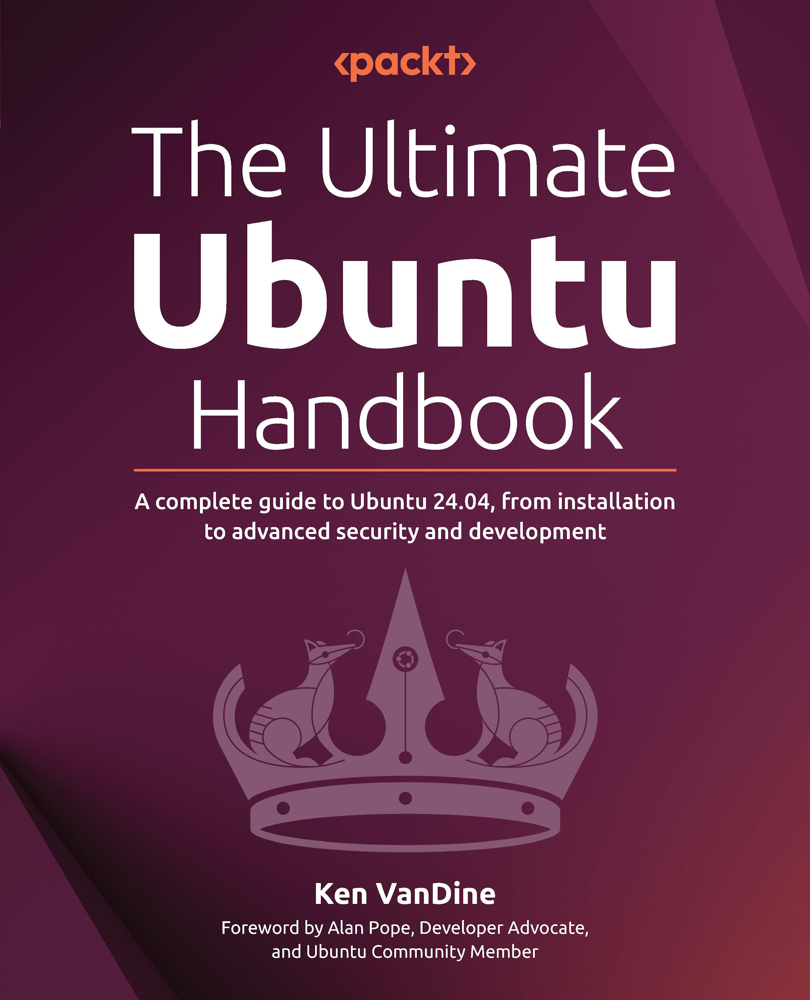 <packt>
The Ultimate
Ubuntu
Handbook
A complete guide to Ubuntu 24.04, from installation
to advanced security and development
Ken VanDine
Foreword by Alan Pope, Developer Advocate,
and Ubuntu Community Member